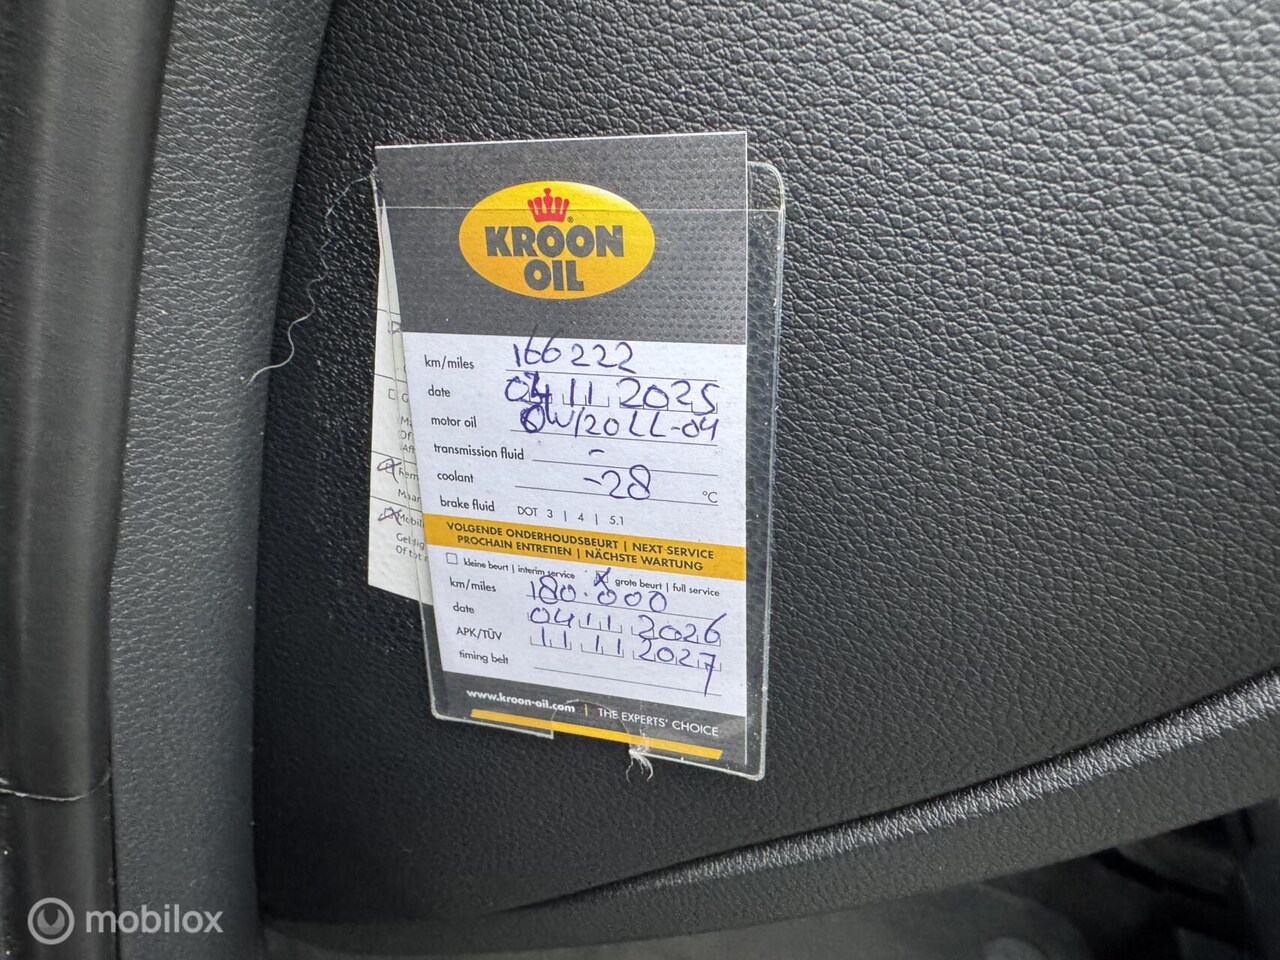 KROON
OIL
km/miles 166222
date 04 11 2025
motor oil 0W/20 LL-04
transmission fluid -
coolant -28 °C
brake fluid DOT 3 | 4 | 5.1
VOLGENDE ONDERHOUDSBEURT | NEXT SERVICE
PROCHAIN ENTRETIEN | NÄCHSTE WARTUNG
kleine beurt | interim service grote beurt | full service
km/miles 180.000
date 04 11 2026
APK/TÜV 11 11 2027
timing belt
www.kroon-oil.com | THE EXPERTS' CHOICE
mobilox